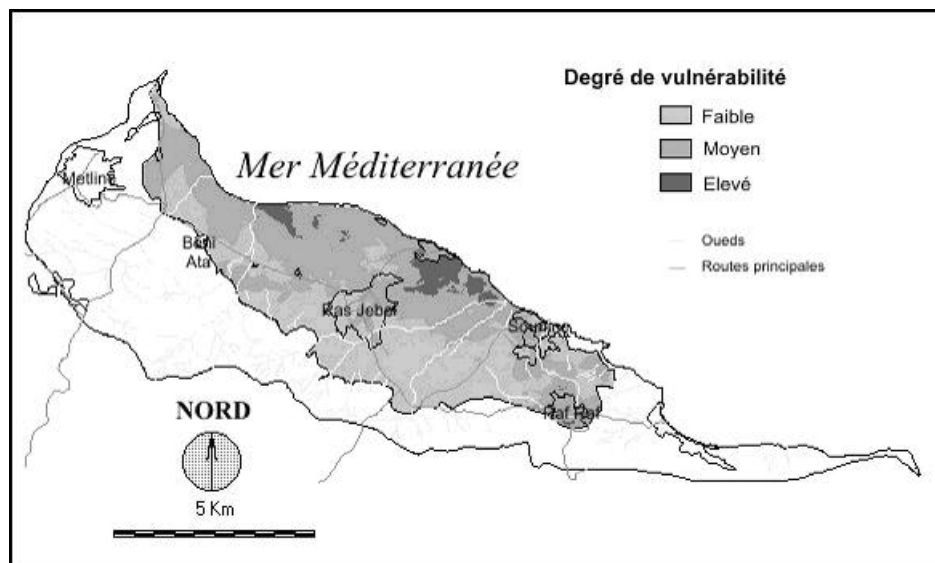 Degré de vulnérabilité
Faible
Moyen
Elevé
Mer Méditerranée
Metline
Oueds
Routes principales
Beni
Ata
Ras Jebel
Raf Raf
NORD
5 Km